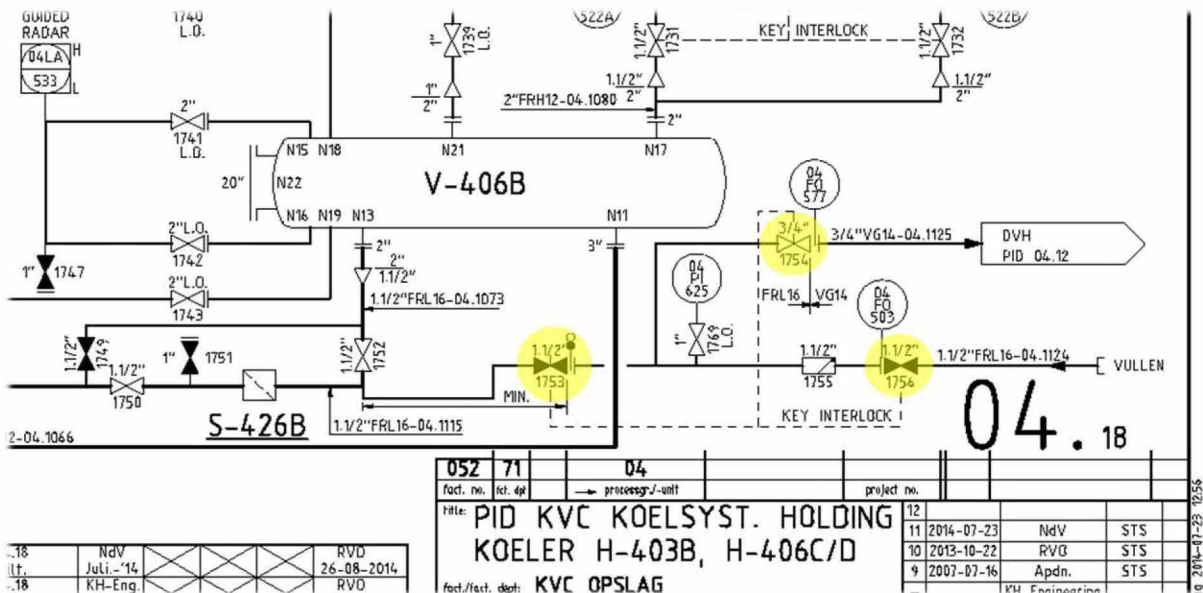 GUIDED
RADAR
04LA
533
H
L
1740
L.O.
1"
1739
L.O.
522A
1.1/2"
1731
KEY INTERLOCK
1.1/2"
1732
522B
1"
2"
1.1/2"
2"
1.1/2"
2"
2"FRH12-04.1080
2"
1741
L.O.
2"
2"
N15 N18
N21
N17
20"
N22
V-406B
N16 N19 N13
N11
2"L.O.
1742
1" 1747
2"L.O.
1743
2"
2"
1.1/2"
3"
1.1/2"FRL16-04.1073
04
FO
577
3/4"
1754
3/4"VG14-04.1125
DVH
PID 04.12
04
PI
625
FRL16 VG14
04
FO
503
1"
1769
L.O.
1.1/2"
1749
1" 1751
1.1/2"
1752
1.1/2"
1750
1.1/2"
1753
1.1/2"
1755
1.1/2"
1756
1.1/2"FRL16-04.1124
VULLEN
MIN.
S-426B
1.1/2"FRL16-04.1115
KEY INTERLOCK
2-04.1066
04.18
052 71 04
fact. no. fct. dpt processgr./-unit project no.
title: PID KVC KOELSYST. HOLDING
KOELER H-403B, H-406C/D
fact./fact. dept: KVC OPSLAG
12
11 2014-07-23 NdV STS
10 2013-10-22 RVG STS
9 2007-07-16 Apdn. STS
KH Engineering
.18 NdV RVO
Juli.-'14 26-08-2014
.18 KH-Eng. RVO
2014-07-23 12:56